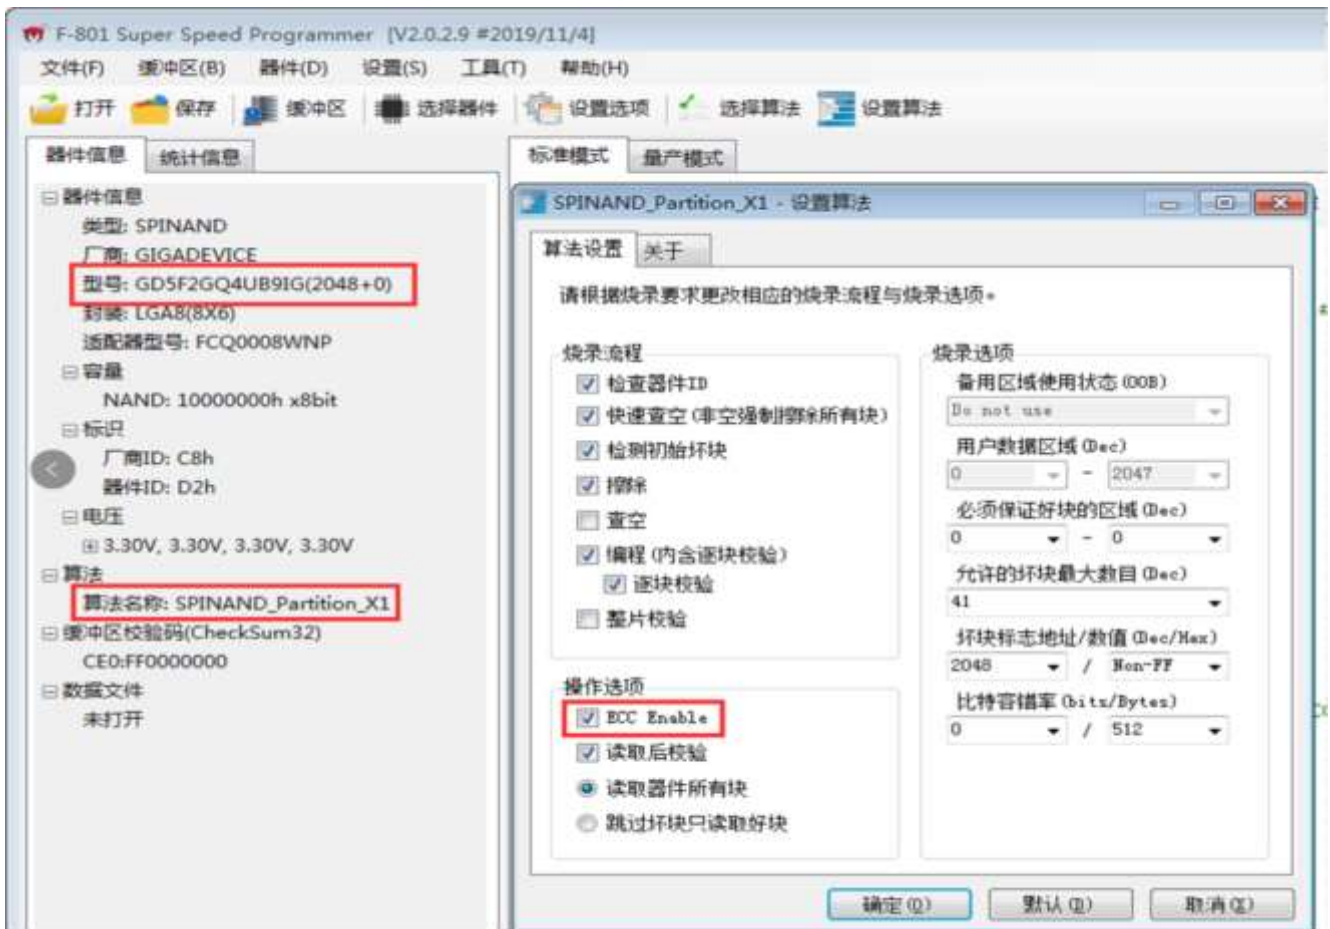 F-801 Super Speed Programmer [V2.0.2.9 #2019/11/4]
文件(F) 缓冲区(B) 器件(D) 设置(S) 工具(T) 帮助(H)
打开 保存 缓冲区 选择器件 设置选项 选择算法 设置算法
器件信息 统计信息
器件信息
类型: SPINAND
厂商: GIGADEVICE
型号: GD5F2GQ4UB9IG(2048+0)
封装: LGA8(8X6)
适配器型号: FCQ0008WNP
容量
NAND: 10000000h x8bit
标识
厂商ID: C8h
器件ID: D2h
电压
3.30V, 3.30V, 3.30V, 3.30V
算法
算法名称: SPINAND_Partition_X1
缓冲区校验码(CheckSum32)
CE0:FF0000000
数据文件
未打开
标准模式 量产模式
SPINAND_Partition_X1 - 设置算法
算法设置 关于
请根据烧录要求更改相应的烧录流程与烧录选项。
烧录流程
检查器件ID
快速查空(非空强制擦除所有块)
检测初始坏块
擦除
查空
编程(内含逐块校验)
逐块校验
整片校验
操作选项
ECC Enable
读取后校验
读取器件所有块
跳过坏块只读取好块
烧录选项
备用区域使用状态(OOB)
Do not use
用户数据区域(Dec)
0 - 2047
必须保证好块的区域(Dec)
0 - 0
允许的坏块最大数目(Dec)
41
坏块标志地址/数值(Dec/Hex)
2048 / Non-FF
比特容错率(bits/Bytes)
0 / 512
确定(O) 默认(D) 取消(X)